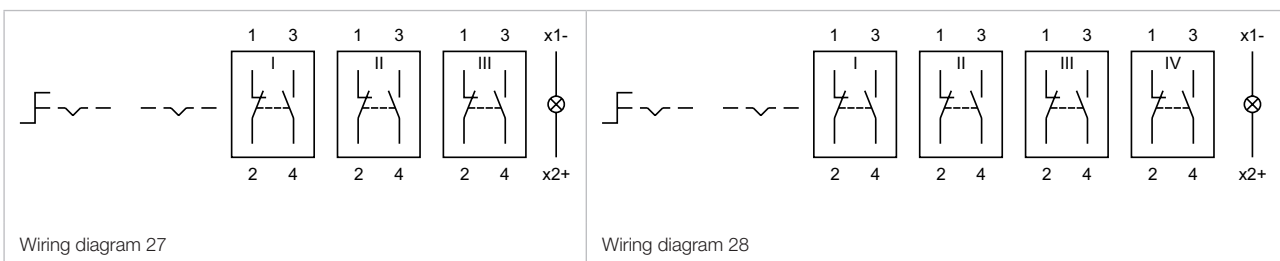 1 3 1 3 1 3 x1-
I II III
2 4 2 4 2 4 x2+
Wiring diagram 27
1 3 1 3 1 3 1 3 x1-
I II III IV
2 4 2 4 2 4 2 4 x2+
Wiring diagram 28